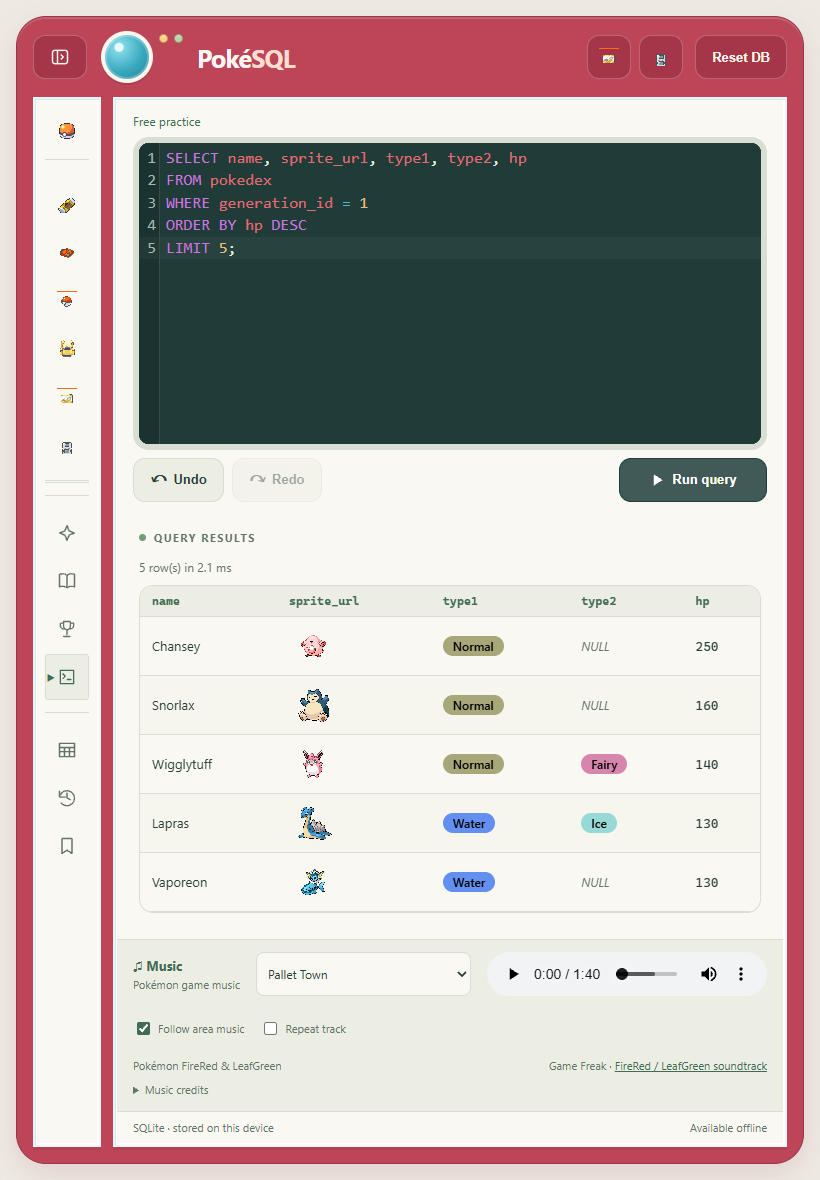 PokéSQL
Reset DB
Free practice
1 SELECT name, sprite_url, type1, type2, hp
2 FROM pokedex
3 WHERE generation_id = 1
4 ORDER BY hp DESC
5 LIMIT 5;
Undo Redo Run query
QUERY RESULTS
5 row(s) in 2.1 ms
name sprite_url type1 type2 hp
Chansey Normal NULL 250
Snorlax Normal NULL 160
Wigglytuff Normal Fairy 140
Lapras Water Ice 130
Vaporeon Water NULL 130
♫ Music
Pokémon game music
Pallet Town
0:00 / 1:40
Follow area music Repeat track
Pokémon FireRed & LeafGreen Game Freak · FireRed / LeafGreen soundtrack
Music credits
SQLite · stored on this device Available offline